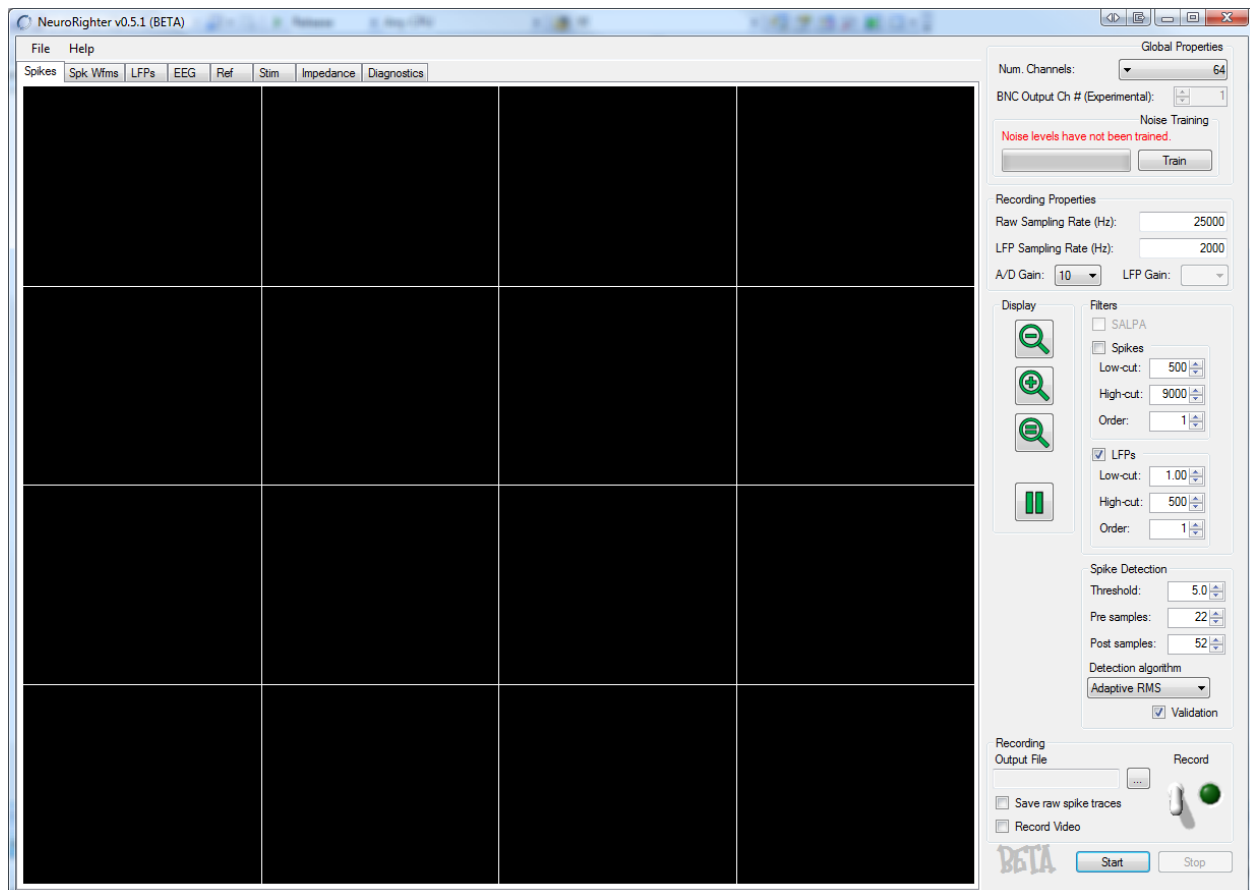 NeuroRighter v0.5.1 (BETA)
File Help
Spikes Spk Wfms LFPs EEG Ref Stim Impedance Diagnostics
Global Properties
Num. Channels: 64
BNC Output Ch # (Experimental): 1
Noise Training
Noise levels have not been trained.
Train
Recording Properties
Raw Sampling Rate (Hz): 25000
LFP Sampling Rate (Hz): 2000
A/D Gain: 10 LFP Gain:
Display
Filters
SALPA
Spikes
Low-cut: 500
High-cut: 9000
Order: 1
LFPs
Low-cut: 1.00
High-cut: 500
Order: 1
Spike Detection
Threshold: 5.0
Pre samples: 22
Post samples: 52
Detection algorithm
Adaptive RMS
Validation
Recording
Output File
Record
...
Save raw spike traces
Record Video
BETA
Start Stop